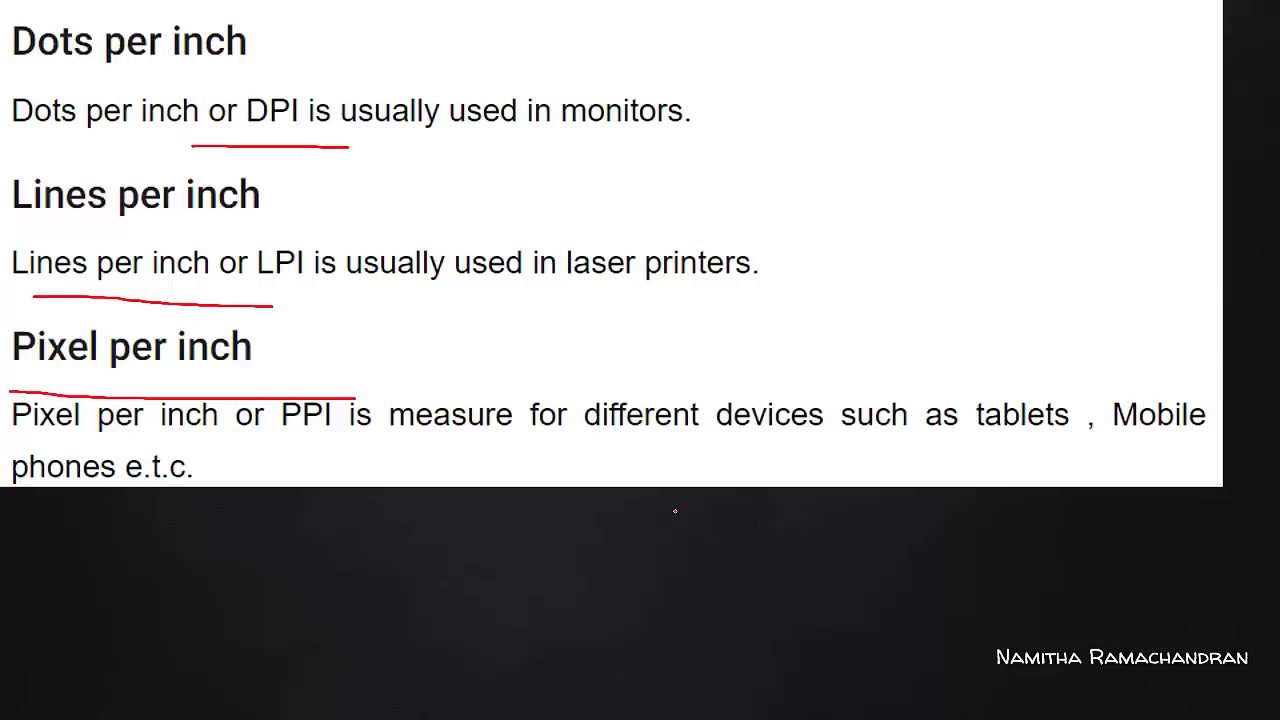 Dots per inch
Dots per inch or DPI is usually used in monitors.
Lines per inch
Lines per inch or LPI is usually used in laser printers.
Pixel per inch
Pixel per inch or PPI is measure for different devices such as tablets , Mobile
phones e.t.c.
Namitha Ramachandran